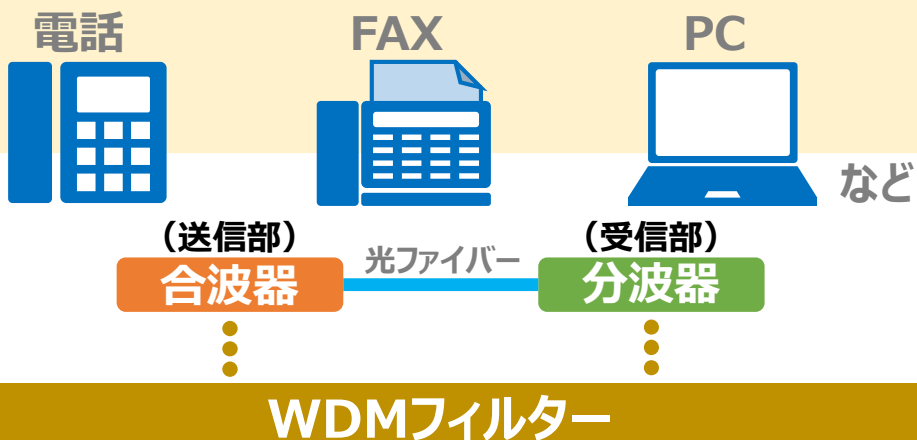 電話
FAX
PC
など
（送信部）
（受信部）
合波器
光ファイバー
分波器
WDMフィルター